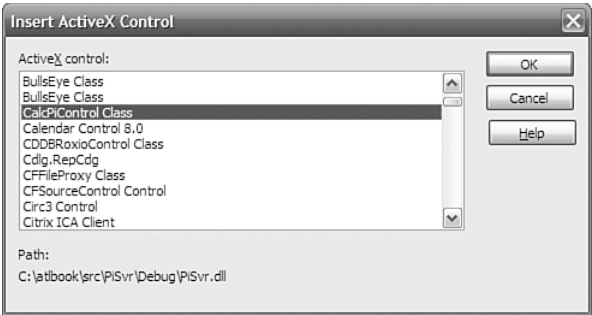 Insert ActiveX Control
ActiveX control:
BullsEye Class
BullsEye Class
CalcPiControl Class
Calendar Control 8.0
CDDBRoxioControl Class
Cdlg.RepCdg
CFFileProxy Class
CFSourceControl Control
Circ3 Control
Citrix ICA Client
OK
Cancel
Help
Path:
C:\atlbook\src\PiSvr\Debug\PiSvr.dll